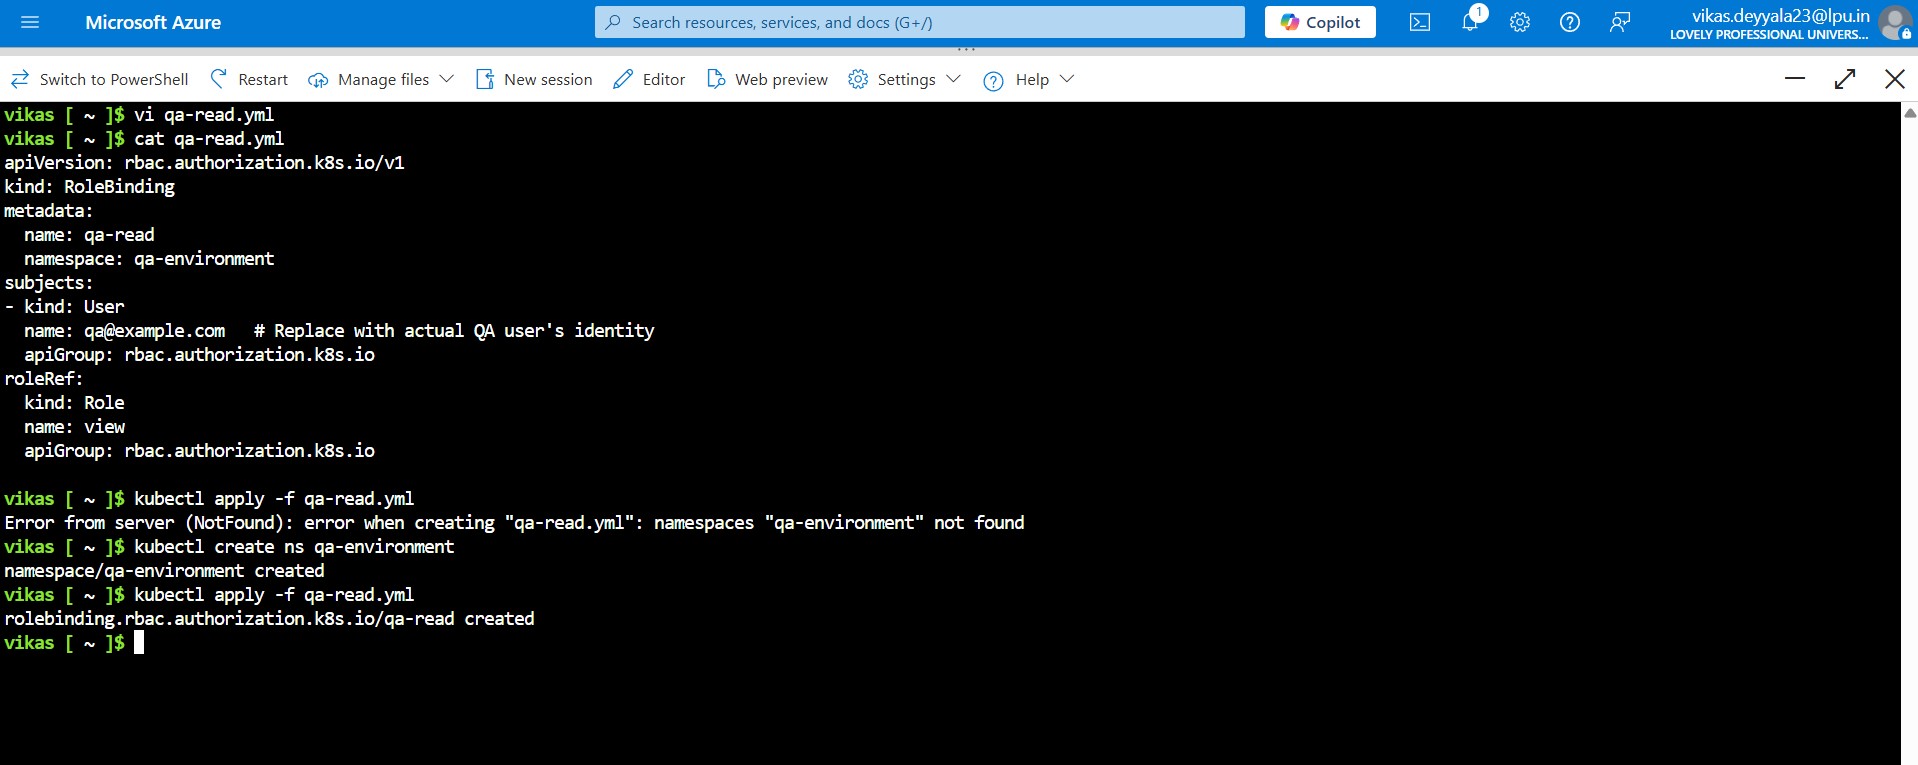 Microsoft Azure
Search resources, services, and docs (G+/)
Copilot
1
vikas.deyyala23@lpu.in
LOVELY PROFESSIONAL UNIVERS...
Switch to PowerShell
Restart
Manage files
New session
Editor
Web preview
Settings
Help
vikas [ ~ ]$ vi qa-read.yml
vikas [ ~ ]$ cat qa-read.yml
apiVersion: rbac.authorization.k8s.io/v1
kind: RoleBinding
metadata:
  name: qa-read
  namespace: qa-environment
subjects:
- kind: User
  name: qa@example.com   # Replace with actual QA user's identity
  apiGroup: rbac.authorization.k8s.io
roleRef:
  kind: Role
  name: view
  apiGroup: rbac.authorization.k8s.io
vikas [ ~ ]$ kubectl apply -f qa-read.yml
Error from server (NotFound): error when creating "qa-read.yml": namespaces "qa-environment" not found
vikas [ ~ ]$ kubectl create ns qa-environment
namespace/qa-environment created
vikas [ ~ ]$ kubectl apply -f qa-read.yml
rolebinding.rbac.authorization.k8s.io/qa-read created
vikas [ ~ ]$